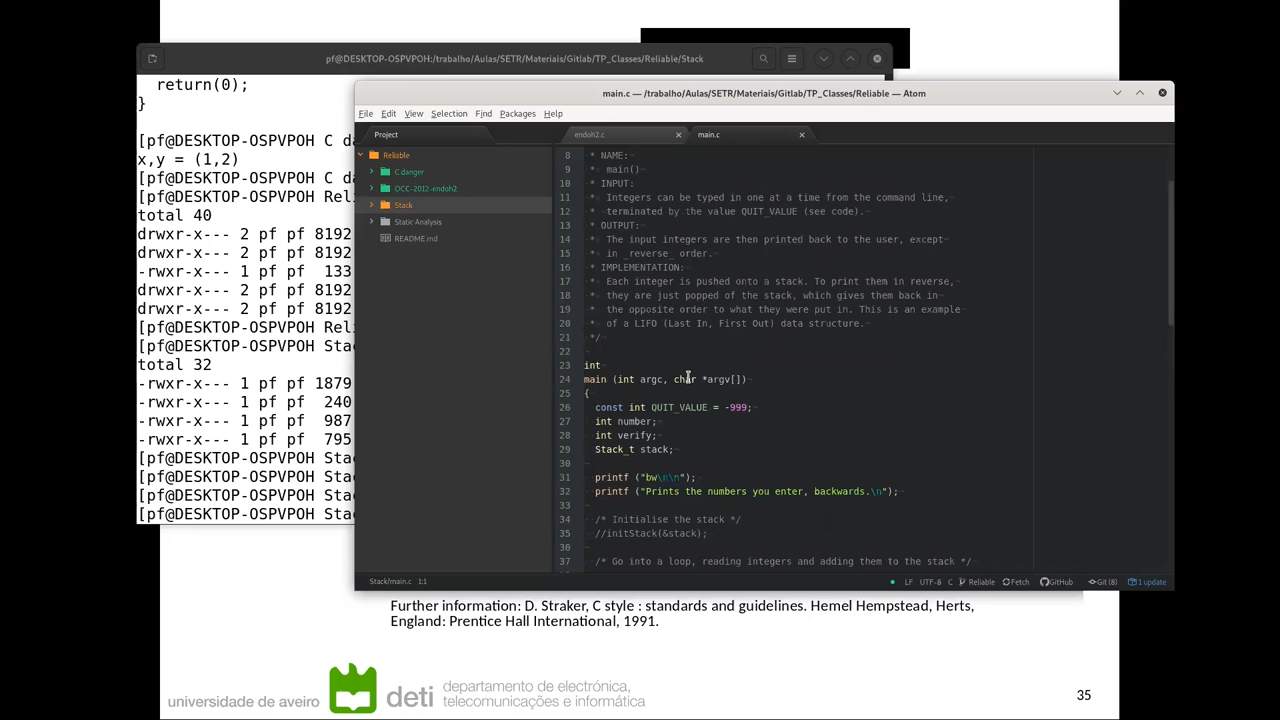 pf@DESKTOP-OSPVPOH:/trabalho/Aulas/SETR/Materiais/Gitlab/TP_Classes/Reliable/Stack
return(0);
}
[pf@DESKTOP-OSPVPOH C da
x,y = (1,2)
[pf@DESKTOP-OSPVPOH C da
[pf@DESKTOP-OSPVPOH Reli
total 40
drwxr-x--- 2 pf pf 8192
drwxr-x--- 2 pf pf 8192
-rwxr-x--- 1 pf pf  133
drwxr-x--- 2 pf pf 8192
drwxr-x--- 2 pf pf 8192
[pf@DESKTOP-OSPVPOH Reli
[pf@DESKTOP-OSPVPOH Stac
total 32
-rwxr-x--- 1 pf pf 1879
-rwxr-x--- 1 pf pf  240
-rwxr-x--- 1 pf pf  987
-rwxr-x--- 1 pf pf  795
[pf@DESKTOP-OSPVPOH Stac
[pf@DESKTOP-OSPVPOH Stac
[pf@DESKTOP-OSPVPOH Stac
[pf@DESKTOP-OSPVPOH Stac
main.c — /trabalho/Aulas/SETR/Materiais/Gitlab/TP_Classes/Reliable — Atom
File Edit View Selection Find Packages Help
Project
Reliable
C danger
OCC-2012-endoh2
Stack
Static Analysis
README.md
endoh2.c main.c
8 * NAME:
9 * main()
10 * INPUT:
11 * Integers can be typed in one at a time from the command line,
12 * terminated by the value QUIT_VALUE (see code).
13 * OUTPUT:
14 * The input integers are then printed back to the user, except
15 * in _reverse_ order.
16 * IMPLEMENTATION:
17 * Each integer is pushed onto a stack. To print them in reverse,
18 * they are just popped of the stack, which gives them back in
19 * the opposite order to what they were put in. This is an example
20 * of a LIFO (Last In, First Out) data structure.
21 */
22
23 int
24 main (int argc, char *argv[])
25 {
26 const int QUIT_VALUE = -999;
27 int number;
28 int verify;
29 Stack_t stack;
30
31 printf ("bw\n\n");
32 printf ("Prints the numbers you enter, backwards.\n");
33
34 /* Initialise the stack */
35 //initStack(&stack);
36
37 /* Go into a loop, reading integers and adding them to the stack */
Stack/main.c 1:1
LF UTF-8 C Reliable Fetch GitHub Git (8) 1 update
Further information: D. Straker, C style : standards and guidelines. Hemel Hempstead, Herts,
England: Prentice Hall International, 1991.
universidade de aveiro
deti
departamento de electrónica,
telecomunicações e informática
35